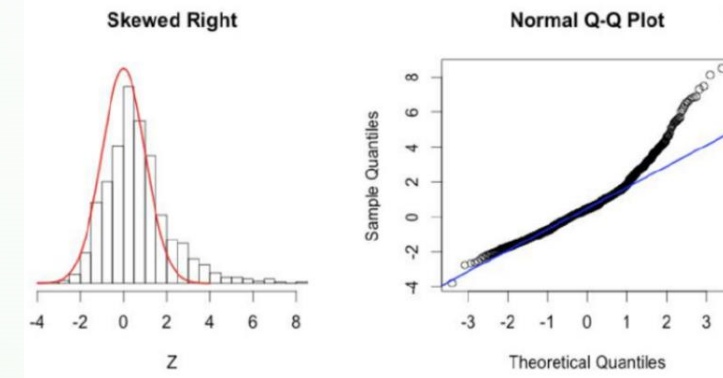 Skewed Right
-4 -2 0 2 4 6 8
Z
Normal Q-Q Plot
Sample Quantiles
8
6
4
2
0
-2
-4
-3 -2 -1 0 1 2 3
Theoretical Quantiles